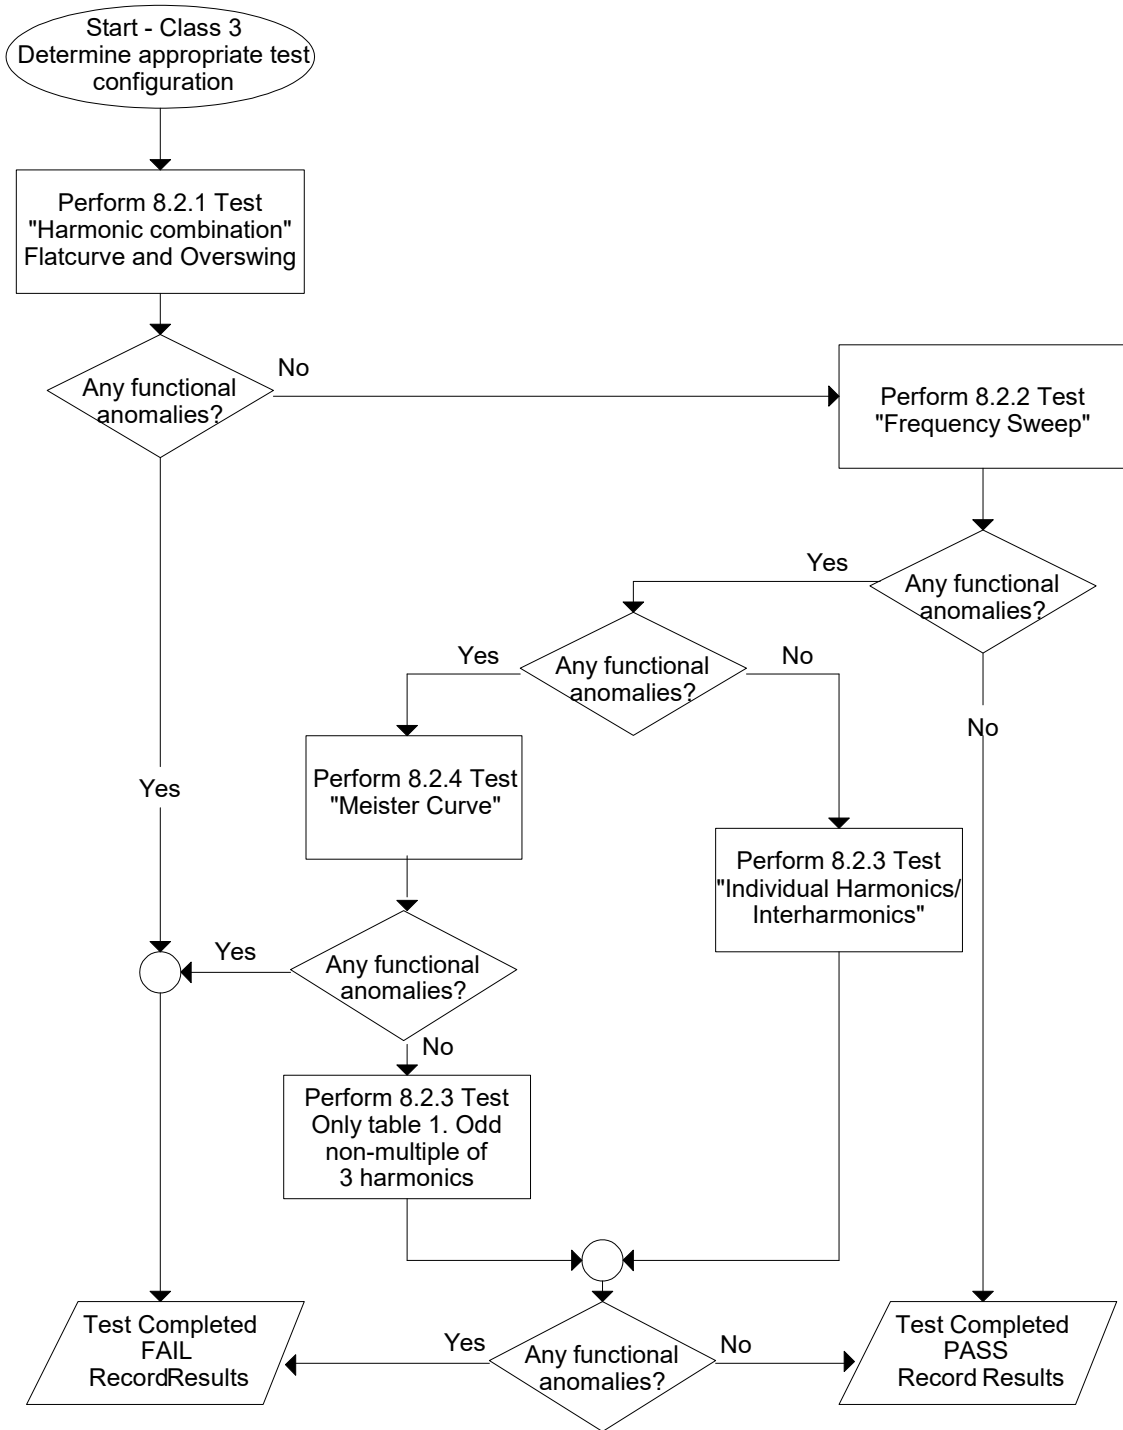 Start - Class 3
Determine appropriate test
configuration
Perform 8.2.1 Test
"Harmonic combination"
Flatcurve and Overswing
Any functional
anomalies?
No
Perform 8.2.2 Test
"Frequency Sweep"
Yes
Any functional
anomalies?
Yes
Any functional
anomalies?
No
No
Perform 8.2.4 Test
"Meister Curve"
Yes
Perform 8.2.3 Test
"Individual Harmonics/
Interharmonics"
Yes
Any functional
anomalies?
No
Perform 8.2.3 Test
Only table 1. Odd
non-multiple of
3 harmonics
Test Completed
FAIL
RecordResults
Yes
Any functional
anomalies?
No
Test Completed
PASS
Record Results